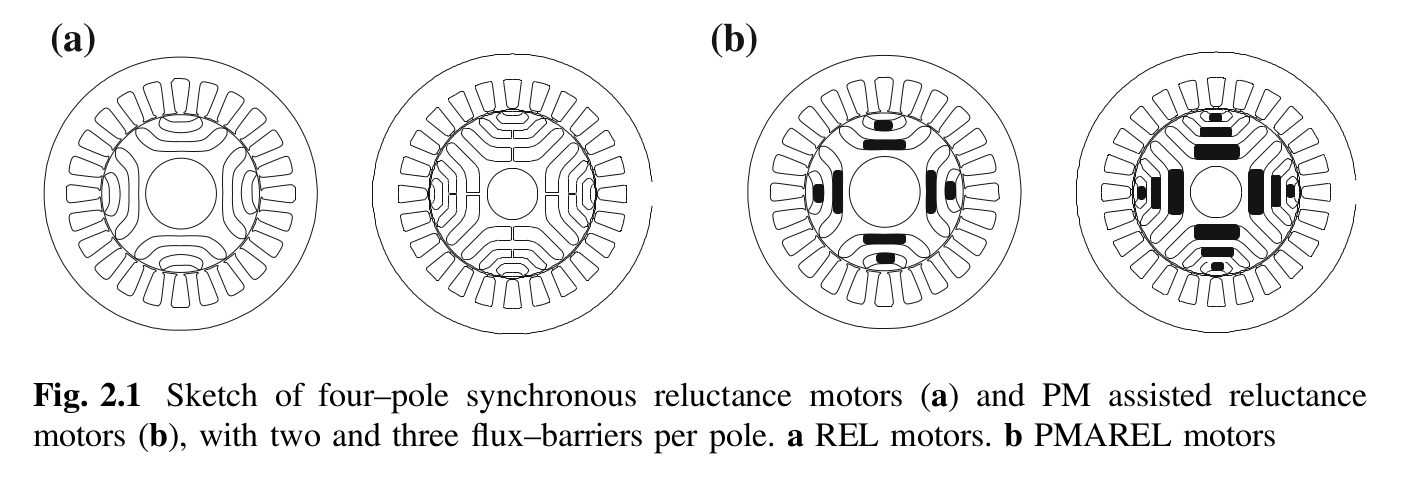 (a)
(b)
Fig. 2.1 Sketch of four–pole synchronous reluctance motors (a) and PM assisted reluctance
motors (b), with two and three flux–barriers per pole. a REL motors. b PMAREL motors